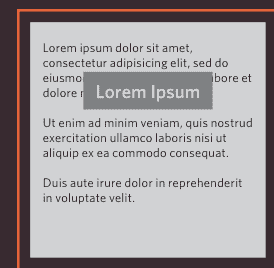 Lorem ipsum dolor sit amet,
consectetur adipisicing elit, sed do
eiusmo bore et
Lorem Ipsum
dolore
Ut enim ad minim veniam, quis nostrud
exercitation ullamco laboris nisi ut
aliquip ex ea commodo consequat.
Duis aute irure dolor in reprehenderit
in voluptate velit.